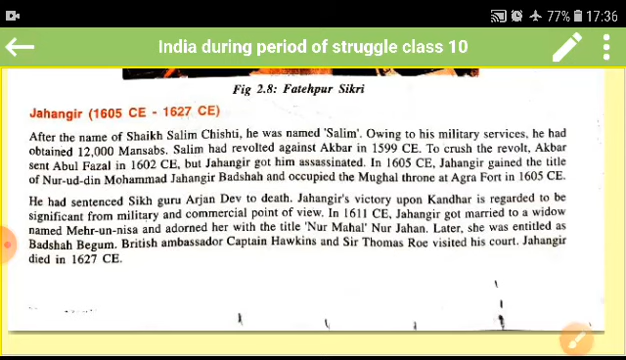 77% 17:36
India during period of struggle class 10
Fig 2.8: Fatehpur Sikri
Jahangir (1605 CE - 1627 CE)
After the name of Shaikh Salim Chishti, he was named 'Salim'. Owing to his military services, he had
obtained 12,000 Mansabs. Salim had revolted against Akbar in 1599 CE. To crush the revolt, Akbar
sent Abul Fazal in 1602 CE, but Jahangir got him assassinated. In 1605 CE, Jahangir gained the title
of Nur-ud-din Mohammad Jahangir Badshah and occupied the Mughal throne at Agra Fort in 1605 CE.
He had sentenced Sikh guru Arjan Dev to death. Jahangir's victory upon Kandhar is regarded to be
significant from military and commercial point of view. In 1611 CE, Jahangir got married to a widow
named Mehr-un-nisa and adorned her with the title 'Nur Mahal' Nur Jahan. Later, she was entitled as
Badshah Begum. British ambassador Captain Hawkins and Sir Thomas Roe visited his court. Jahangir
died in 1627 CE.